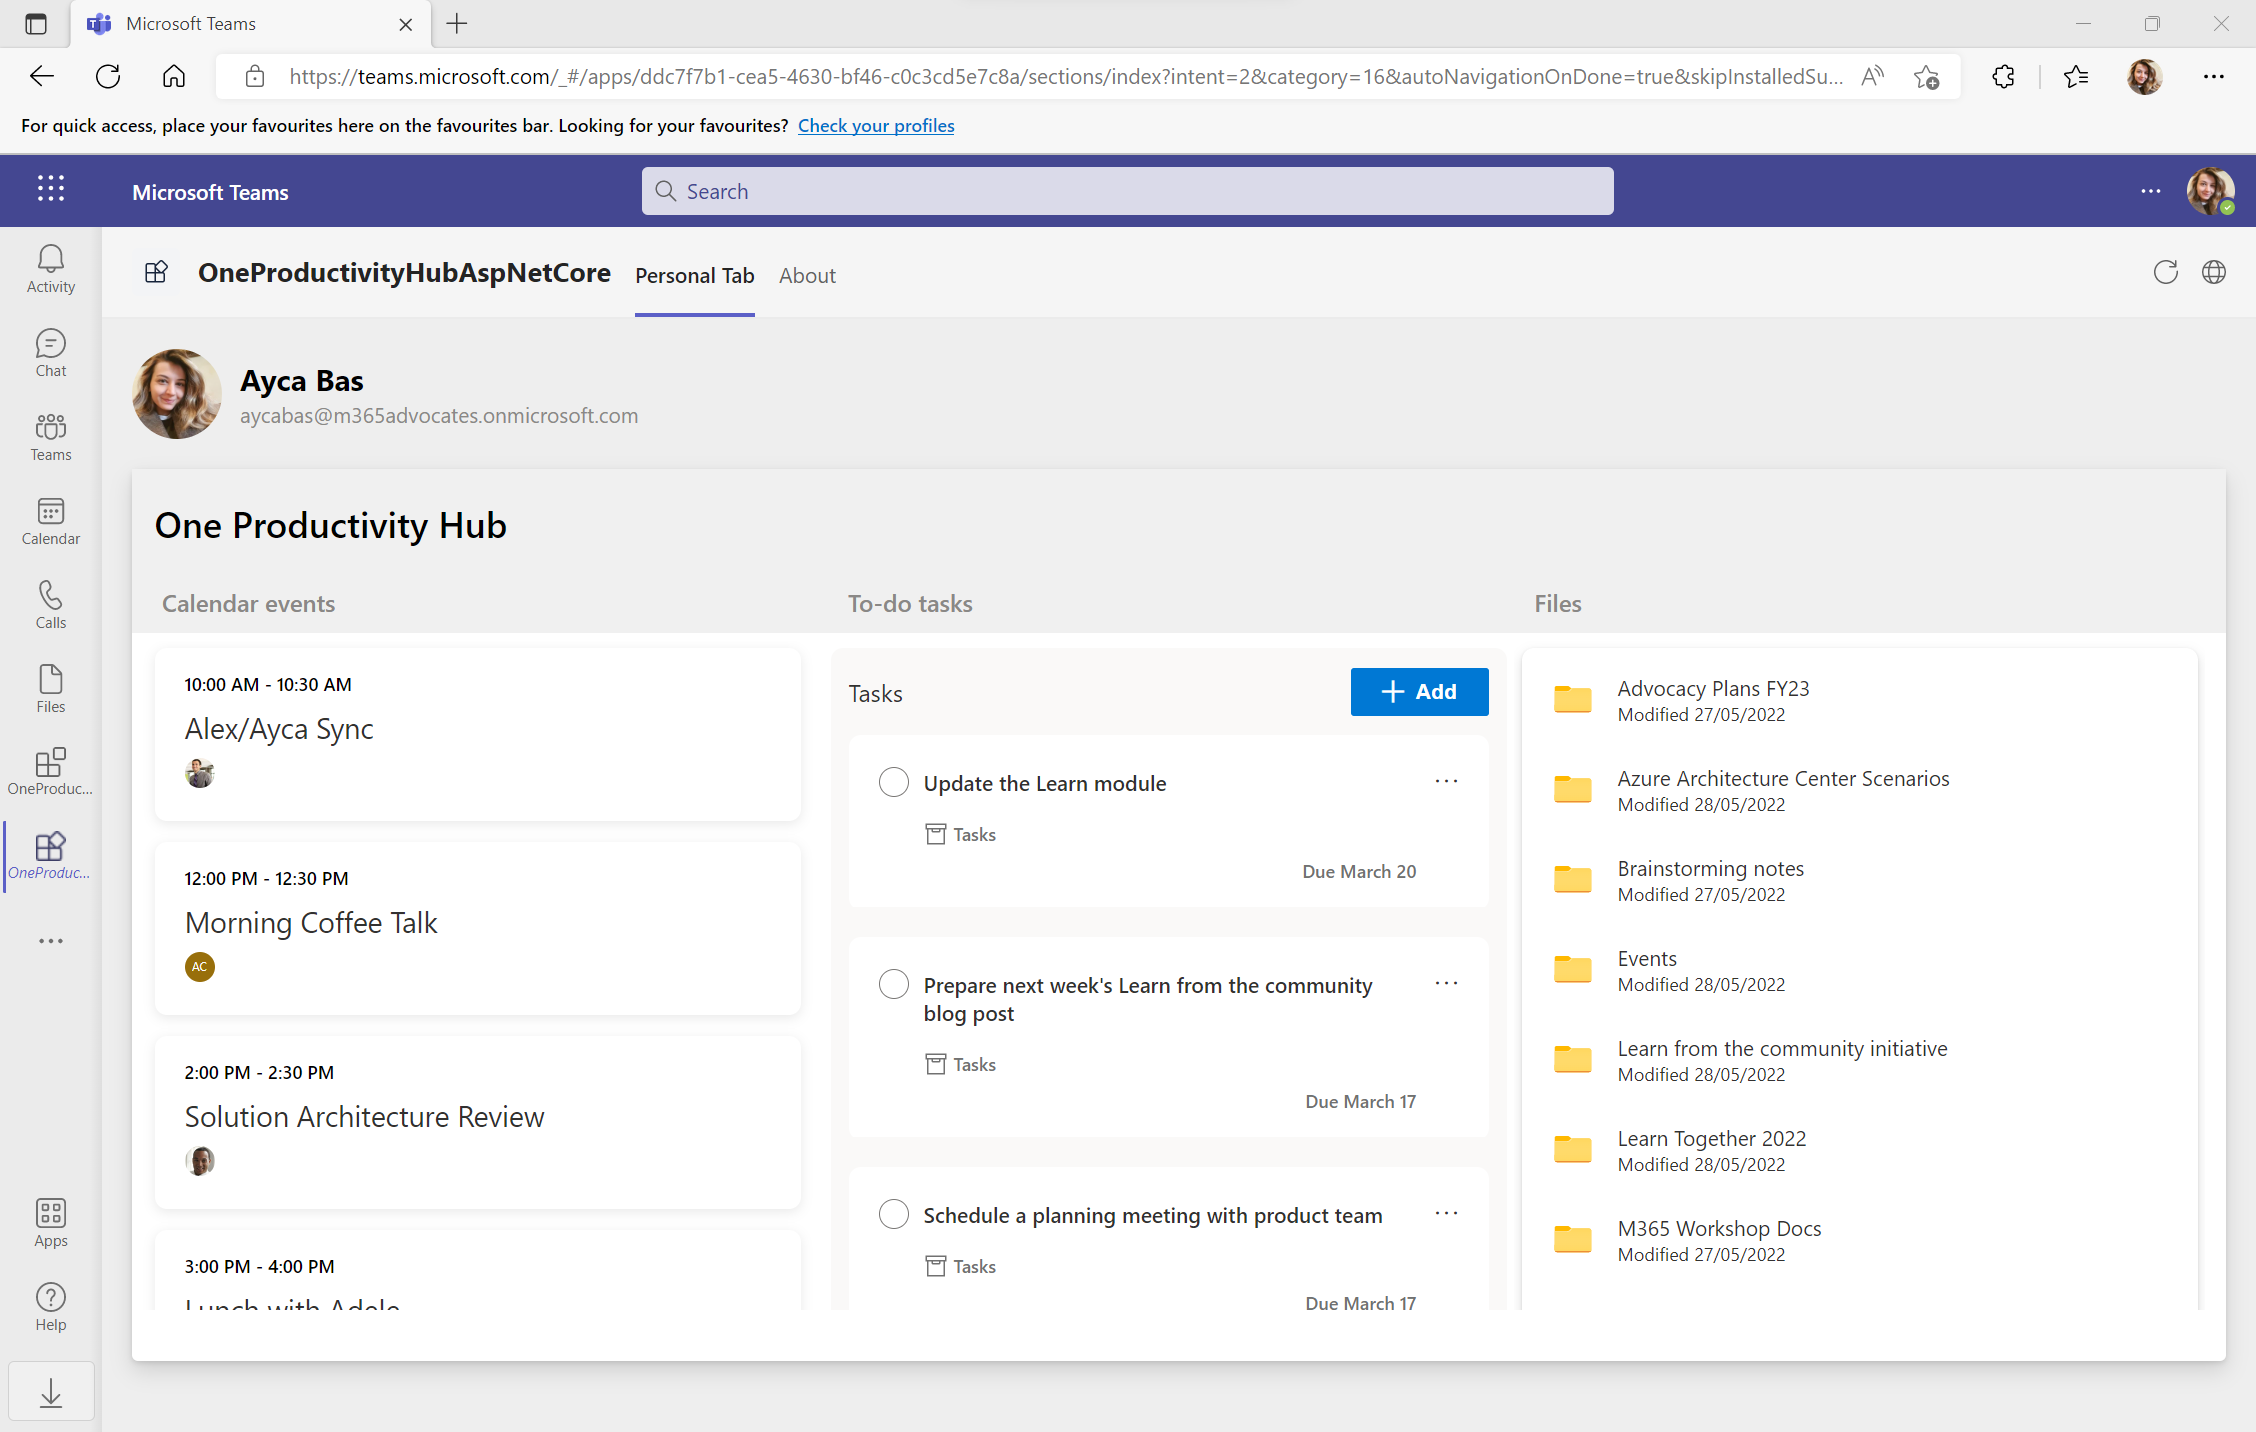 Microsoft Teams
https://teams.microsoft.com/_#/apps/ddc7f7b1-cea5-4630-bf46-c0c3cd5e7c8a/sections/index?intent=2&category=16&autoNavigationOnDone=true&skipInstalledSu...
For quick access, place your favourites here on the favourites bar. Looking for your favourites? Check your profiles
Microsoft Teams
Search
Activity
Chat
Teams
Calendar
Calls
Files
OneProduc...
OneProduc...
Apps
Help
OneProductivityHubAspNetCore
Personal Tab
About
Ayca Bas
aycabas@m365advocates.onmicrosoft.com
One Productivity Hub
Calendar events
10:00 AM - 10:30 AM
Alex/Ayca Sync
12:00 PM - 12:30 PM
Morning Coffee Talk
AC
2:00 PM - 2:30 PM
Solution Architecture Review
3:00 PM - 4:00 PM
Lunch with Adele
To-do tasks
Tasks
Add
Update the Learn module
Tasks
Due March 20
Prepare next week's Learn from the community
blog post
Tasks
Due March 17
Schedule a planning meeting with product team
Tasks
Due March 17
Files
Advocacy Plans FY23
Modified 27/05/2022
Azure Architecture Center Scenarios
Modified 28/05/2022
Brainstorming notes
Modified 27/05/2022
Events
Modified 28/05/2022
Learn from the community initiative
Modified 28/05/2022
Learn Together 2022
Modified 28/05/2022
M365 Workshop Docs
Modified 27/05/2022